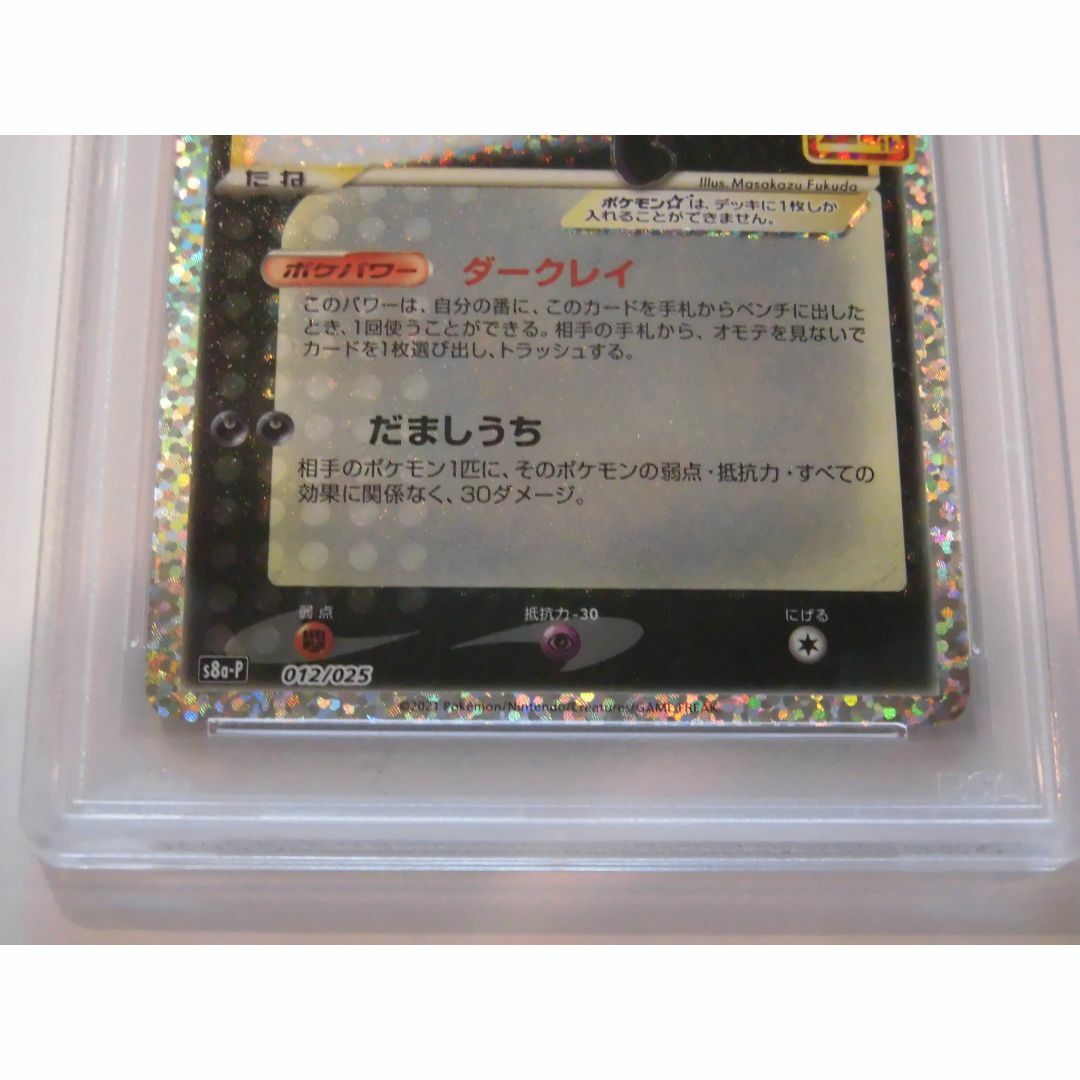 たね
Illus. Masakazu Fukuda
ポケモン☆は、デッキに1枚しか
入れることができません。
ポケパワー ダークレイ
このパワーは、自分の番に、このカードを手札からベンチに出した
とき、1回使うことができる。相手の手札から、オモテを見ないで
カードを1枚選び出し、トラッシュする。
だましうち
相手のポケモン1匹に、そのポケモンの弱点・抵抗力・すべての
効果に関係なく、30ダメージ。
弱点 抵抗力-30 にげる
s8a-P 012/025
©2021 Pokémon/Nintendo/Creatures/GAME FREAK